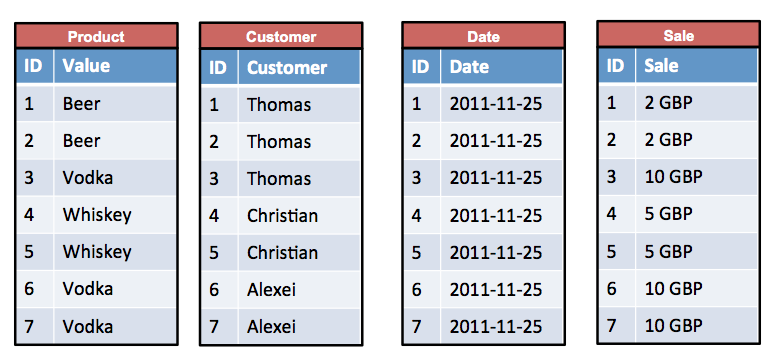 Product
ID Value
1 Beer
2 Beer
3 Vodka
4 Whiskey
5 Whiskey
6 Vodka
7 Vodka
Customer
ID Customer
1 Thomas
2 Thomas
3 Thomas
4 Christian
5 Christian
6 Alexei
7 Alexei
Date
ID Date
1 2011-11-25
2 2011-11-25
3 2011-11-25
4 2011-11-25
5 2011-11-25
6 2011-11-25
7 2011-11-25
Sale
ID Sale
1 2 GBP
2 2 GBP
3 10 GBP
4 5 GBP
5 5 GBP
6 10 GBP
7 10 GBP